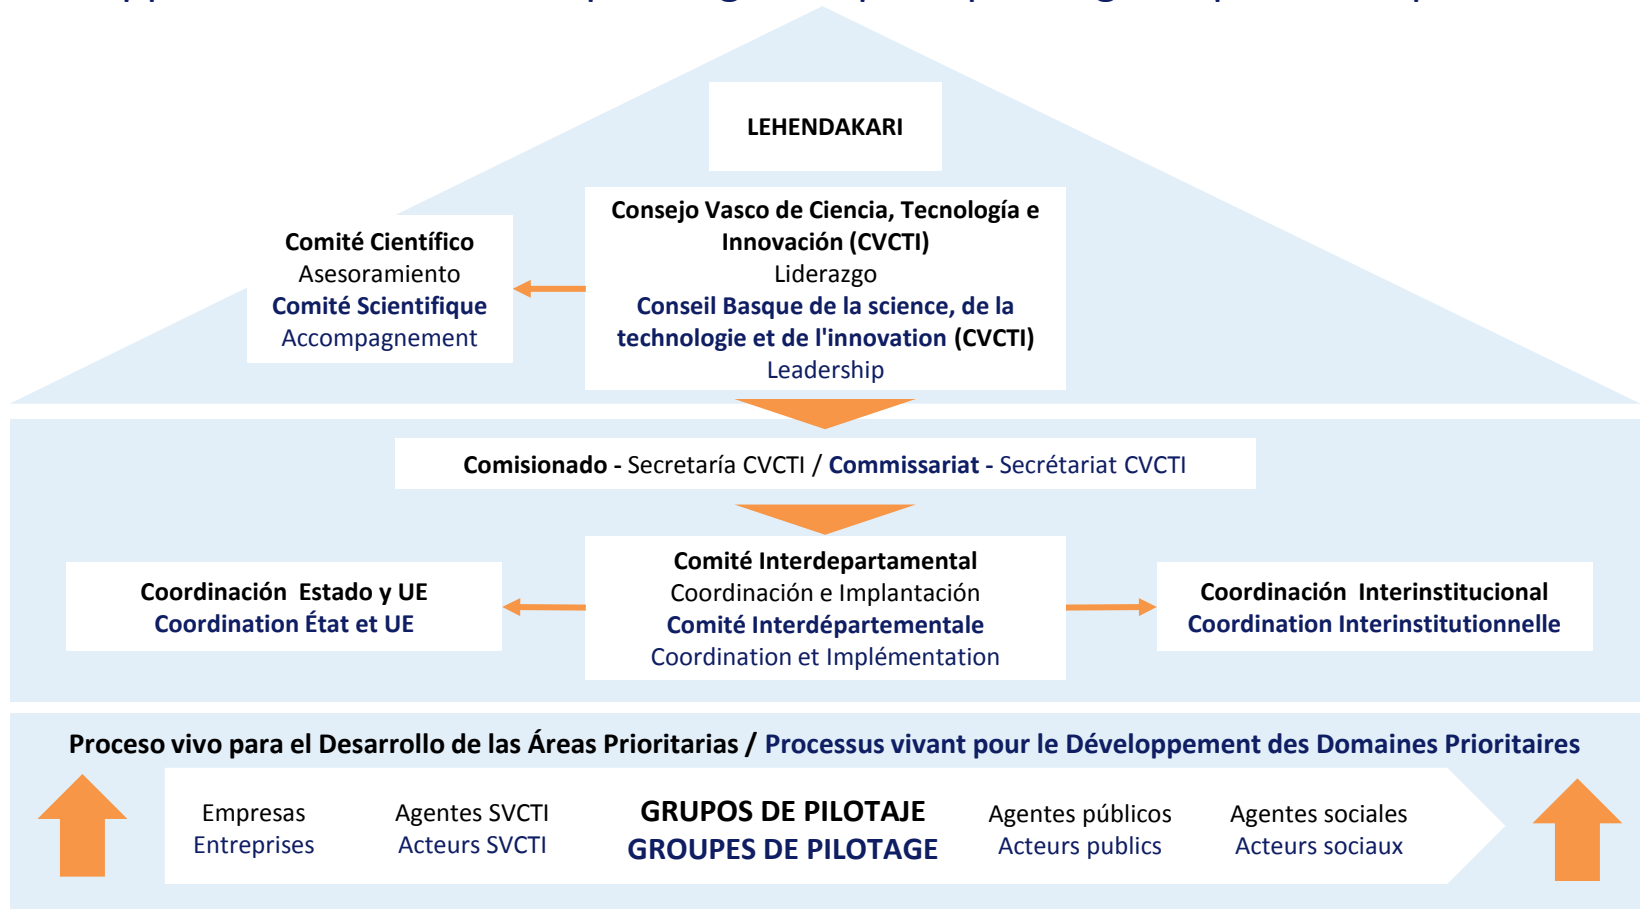 LEHENDAKARI
Consejo Vasco de Ciencia, Tecnología e
Innovación (CVCTI)
Liderazgo
Conseil Basque de la science, de la
technologie et de l'innovation (CVCTI)
Leadership
Comité Científico
Asesoramiento
Comité Scientifique
Accompagnement
Comisionado - Secretaría CVCTI / Commissariat - Secrétariat CVCTI
Coordinación Estado y UE
Coordination État et UE
Comité Interdepartamental
Coordinación e Implantación
Comité Interdépartementale
Coordination et Implémentation
Coordinación Interinstitucional
Coordination Interinstitutionnelle
Proceso vivo para el Desarrollo de las Áreas Prioritarias / Processus vivant pour le Développement des Domaines Prioritaires
Empresas
Entreprises
Agentes SVCTI
Acteurs SVCTI
GRUPOS DE PILOTAJE
GROUPES DE PILOTAGE
Agentes públicos
Acteurs publics
Agentes sociales
Acteurs sociaux